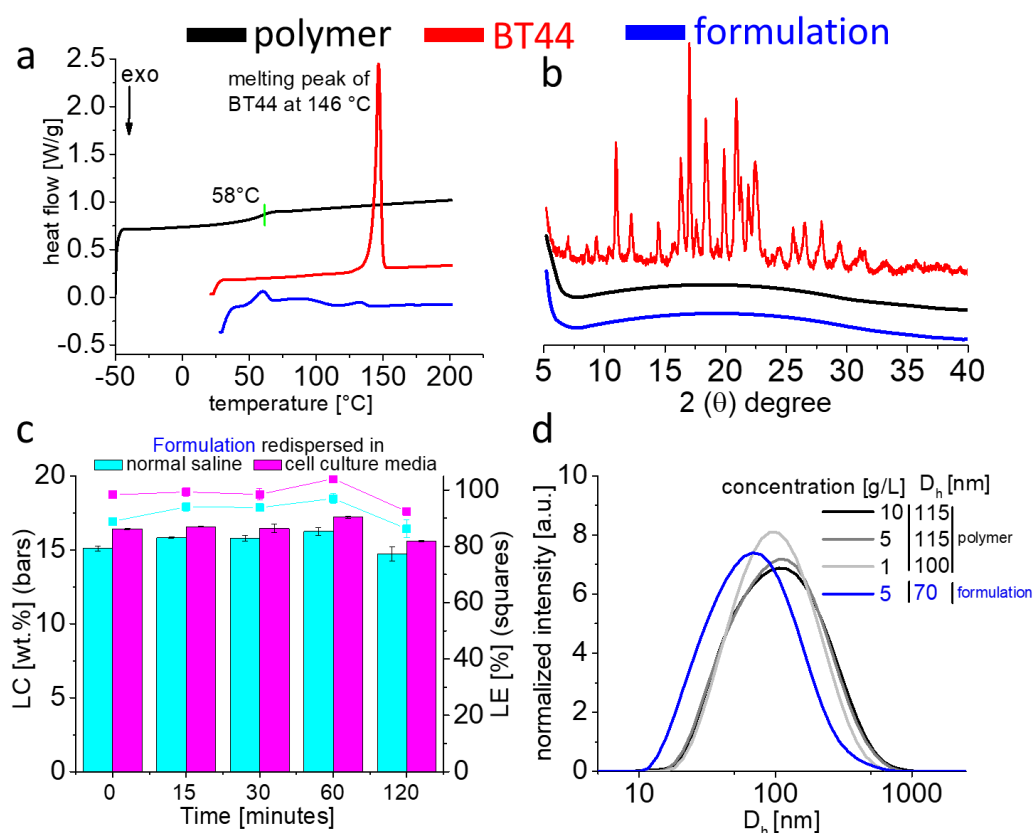 polymer BT44 formulation
a
exo
melting peak of
BT44 at 146 °C
58°C
heat flow [W/g]
2.5
2.0
1.5
1.0
0.5
0.0
-0.5
-50 0 50 100 150 200
temperature [°C]
b
5 10 15 20 25 30 35 40
2 (θ) degree
c
Formulation redispersed in
normal saline cell culture media
LC [wt.%] (bars)
20
15
10
5
0
LE [%] (squares)
100
80
60
40
20
0
0 15 30 60 120
Time [minutes]
d
normalized intensity [a.u.]
10
8
6
4
2
0
concentration [g/L] Dₕ [nm]
10 115
5 115 polymer
1 100
5 70 formulation
10 100 1000
Dₕ [nm]